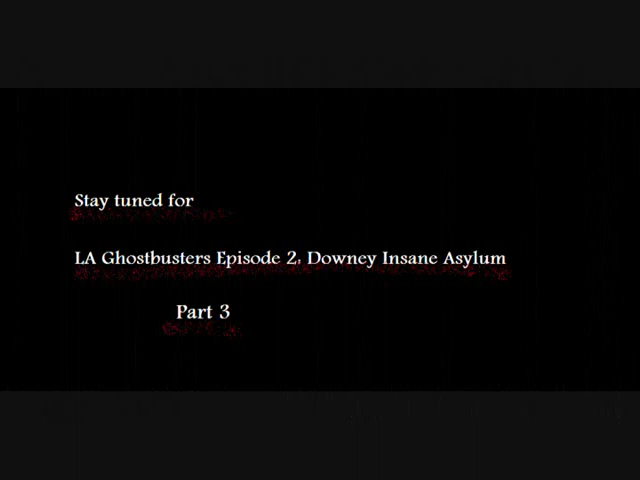 Stay tuned for
LA Ghostbusters Episode 2: Downey Insane Asylum
Part 3